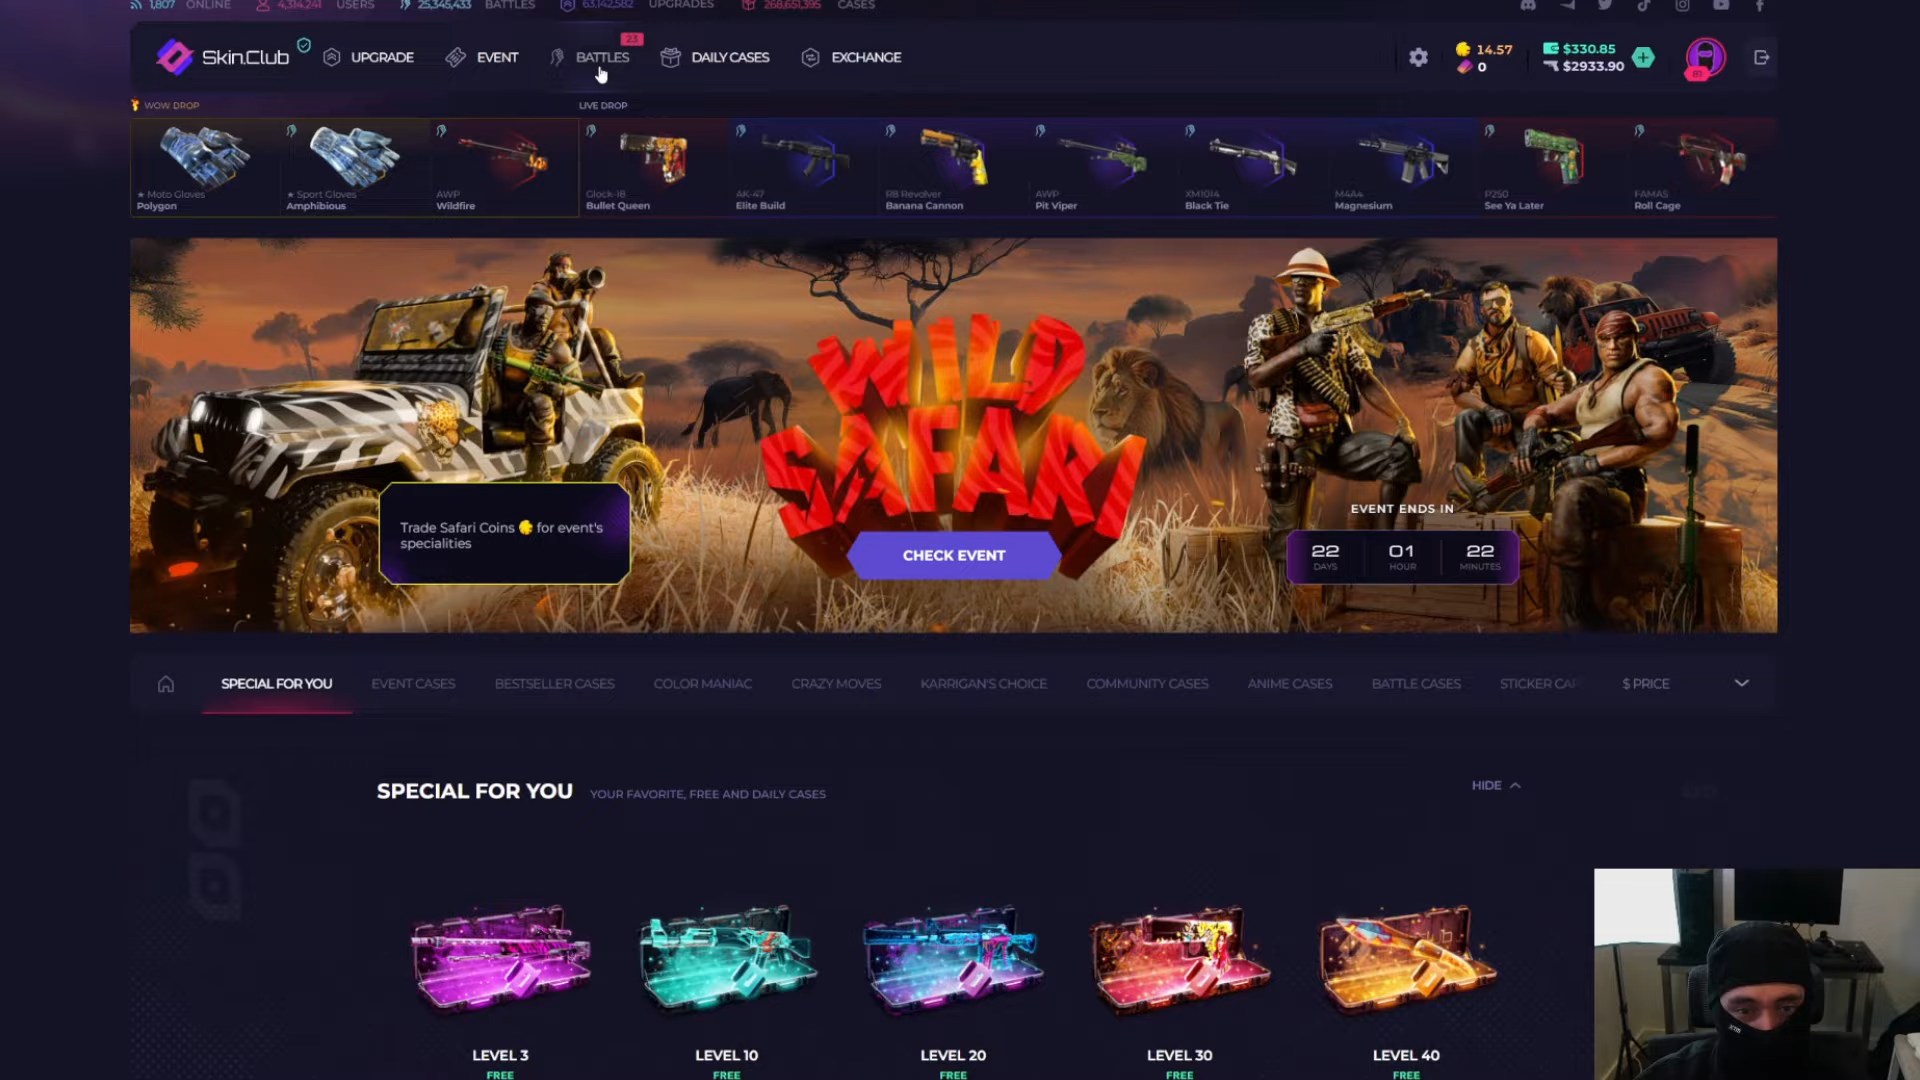 1,807 ONLINE 4,314,241 USERS 25,345,433 BATTLES 63,142,582 UPGRADES 268,651,395 CASES
Skin.Club UPGRADE EVENT BATTLES 23 DAILY CASES EXCHANGE 14.57 $330.85
0 $2933.90 81
WOW DROP LIVE DROP
★ Moto Gloves ★ Sport Gloves AWP Glock-18 AK-47 R8 Revolver AWP XM1014 M4A4 P250 FAMAS
Polygon Amphibious Wildfire Bullet Queen Elite Build Banana Cannon Pit Viper Black Tie Magnesium See Ya Later Roll Cage
WILD
SAFARI
Trade Safari Coins for event's
specialities
CHECK EVENT
EVENT ENDS IN
22 01 22
DAYS HOUR MINUTES
SPECIAL FOR YOU EVENT CASES BESTSELLER CASES COLOR MANIAC CRAZY MOVES KARRIGAN'S CHOICE COMMUNITY CASES ANIME CASES BATTLE CASES STICKER CAP $ PRICE
SPECIAL FOR YOU YOUR FAVORITE, FREE AND DAILY CASES HIDE
LEVEL 3 LEVEL 10 LEVEL 20 LEVEL 30 LEVEL 40
FREE FREE FREE FREE FREE